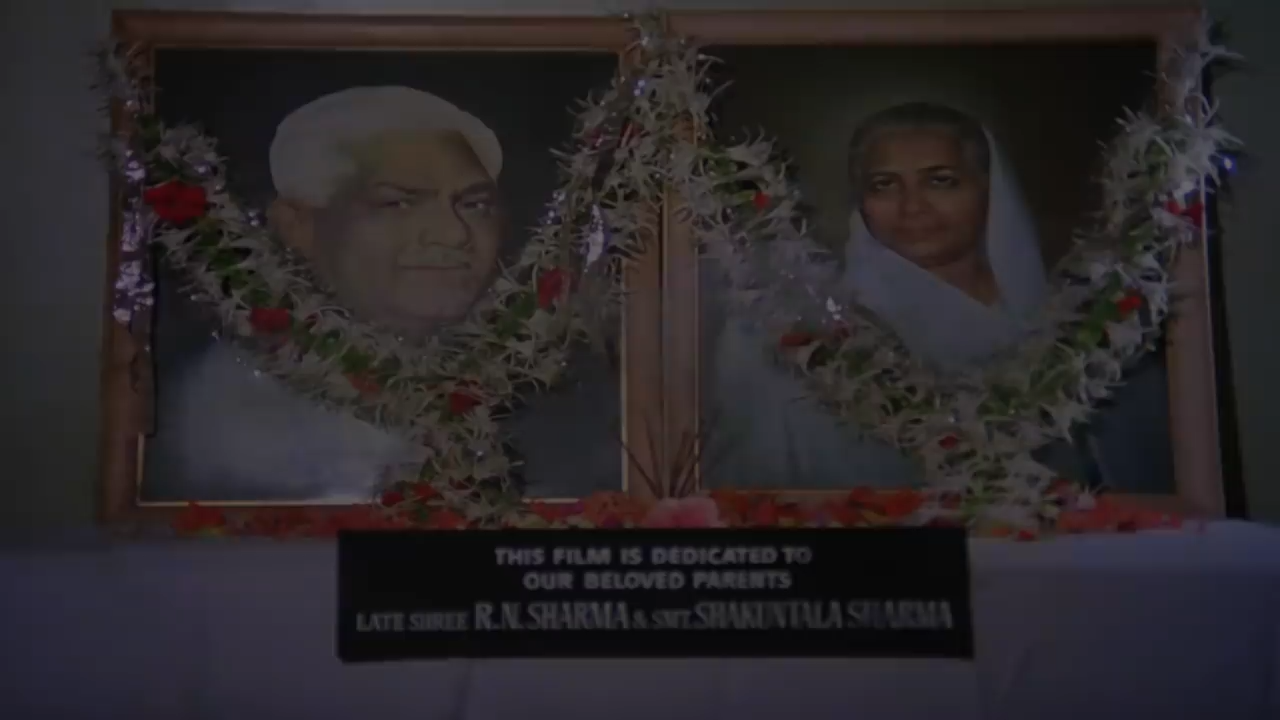 THIS FILM IS DEDICATED TO
OUR BELOVED PARENTS
LATE SHREE R.N. SHARMA & SMT. SHAKUNTALA SHARMA